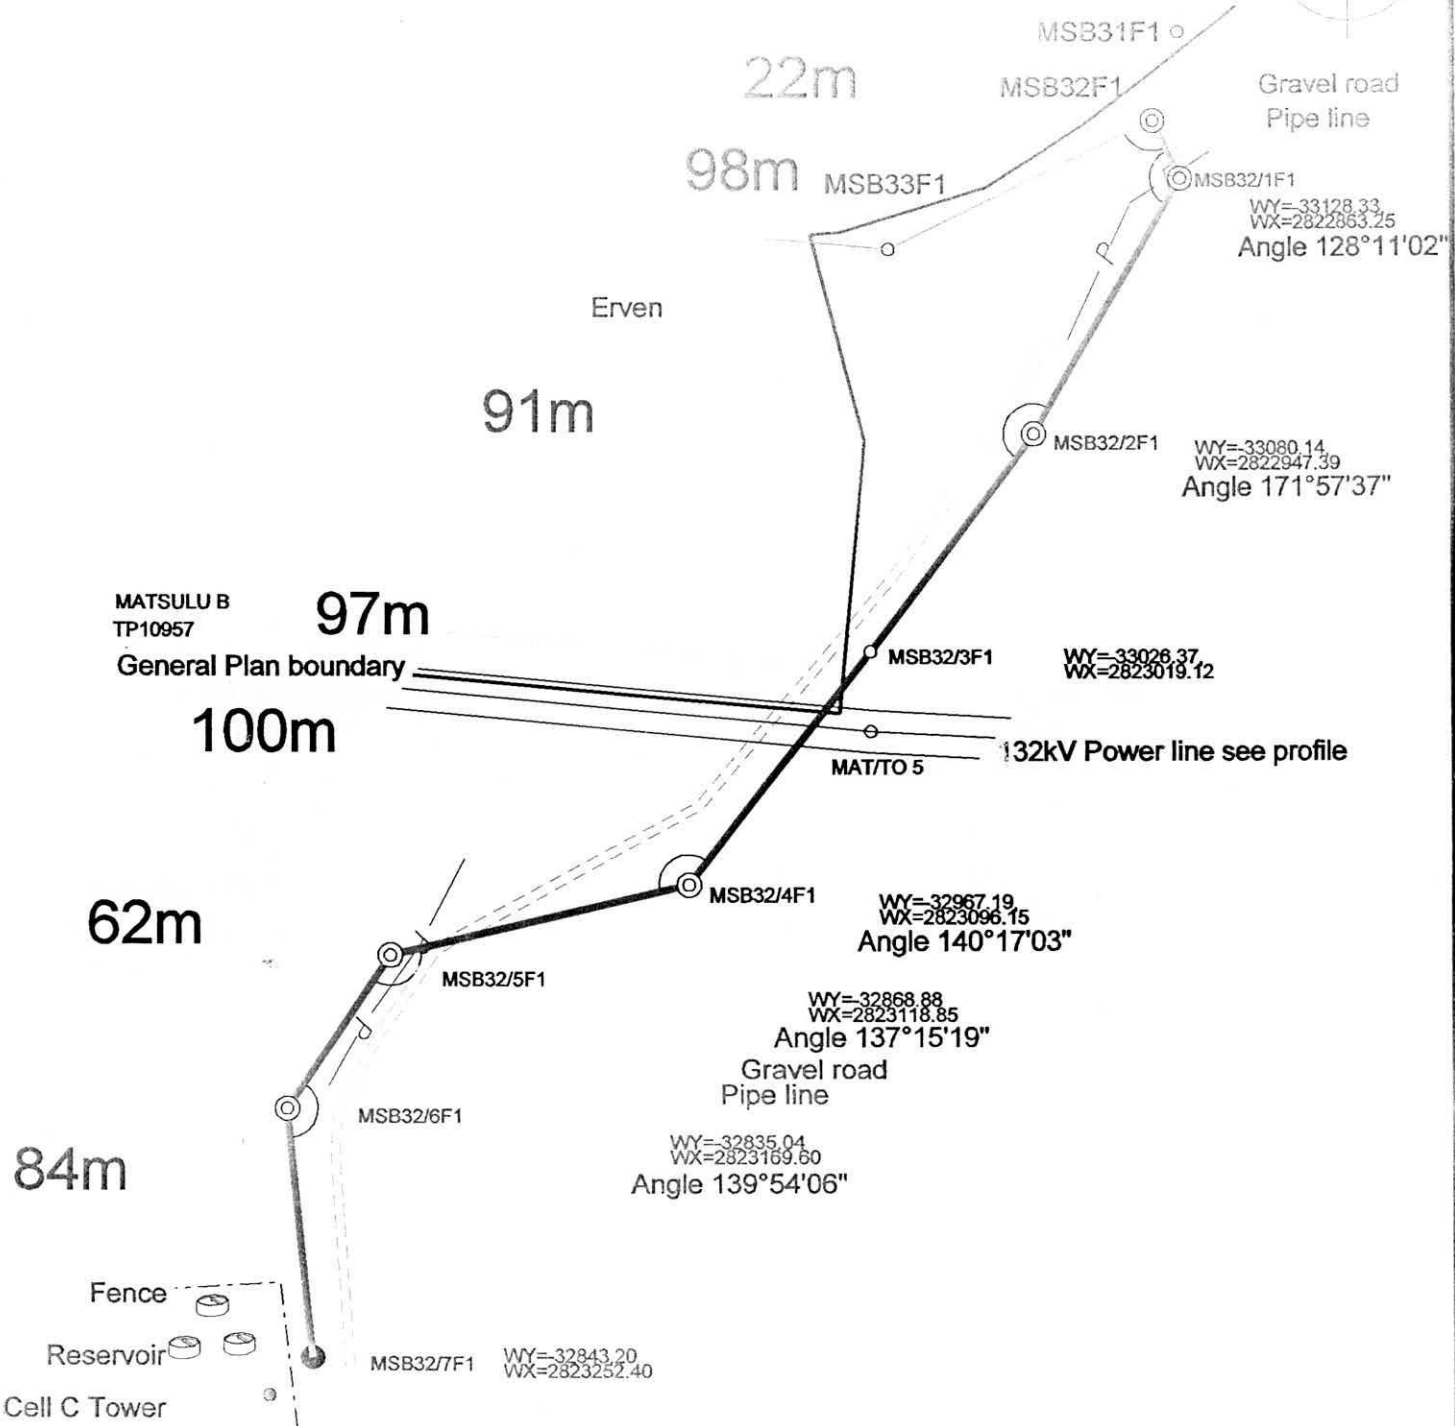 MSB31F1
22m
MSB32F1
Gravel road
Pipe line
98m
MSB33F1
MSB32/1F1
WY=-33128.33,
WX=2822863.25
Angle 128°11'02"
P
Erven
91m
MSB32/2F1
WY=-33080.14,
WX=2822947.39
Angle 171°57'37"
MATSULU B
TP10957
97m
General Plan boundary
MSB32/3F1
WY=-33026.37,
WX=2823019.12
100m
132kV Power line see profile
MAT/TO 5
MSB32/4F1
WY=-32967.19
WX=2823096.15
Angle 140°17'03"
62m
MSB32/5F1
WY=-32868.88
WX=2823118.85
Angle 137°15'19"
Gravel road
Pipe line
MSB32/6F1
84m
WY=-32835.04
WX=2823169.60
Angle 139°54'06"
Fence
Reservoir
MSB32/7F1
WY=-32843.20
WX=2823252.40
Cell C Tower